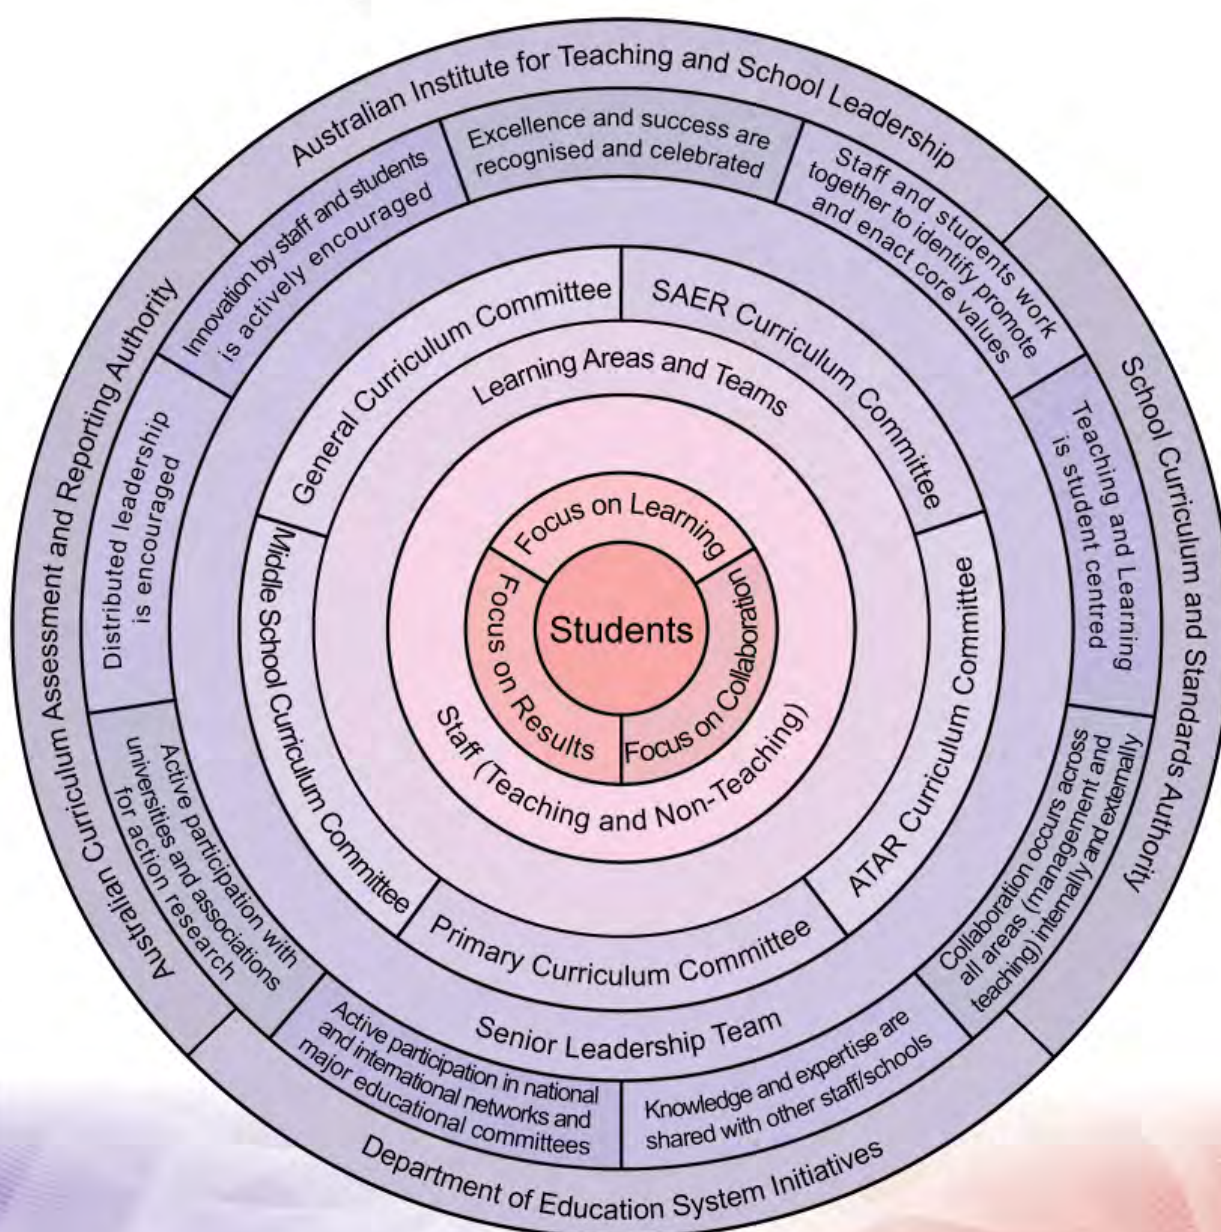 Australian Institute for Teaching and School Leadership
School Curriculum and Standards Authority
Department of Education System Initiatives
Australian Curriculum Assessment and Reporting Authority
Excellence and success are
recognised and celebrated
Staff and students work
together to identify promote
and enact core values
Teaching and Learning
is student centred
Collaboration occurs across
all areas (management and
teaching) internally and externally
Knowledge and expertise are
shared with other staff/schools
Active participation in national
and international networks and
major educational committees
Active participation with
universities and associations
for action research
Distributed leadership
is encouraged
Innovation by staff and students
is actively encouraged
Senior Leadership Team
General Curriculum Committee
SAER Curriculum Committee
ATAR Curriculum Committee
Primary Curriculum Committee
Middle School Curriculum Committee
Learning Areas and Teams
Staff (Teaching and Non-Teaching)
Focus on Learning
Focus on Collaboration
Focus on Results
Students